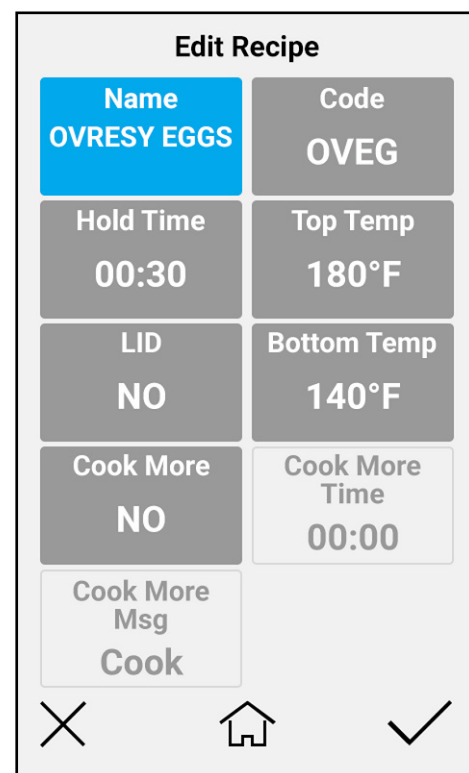 Edit Recipe
Name
OVRESY EGGS
Code
OVEG
Hold Time
00:30
Top Temp
180°F
LID
NO
Bottom Temp
140°F
Cook More
NO
Cook More
Time
00:00
Cook More
Msg
Cook